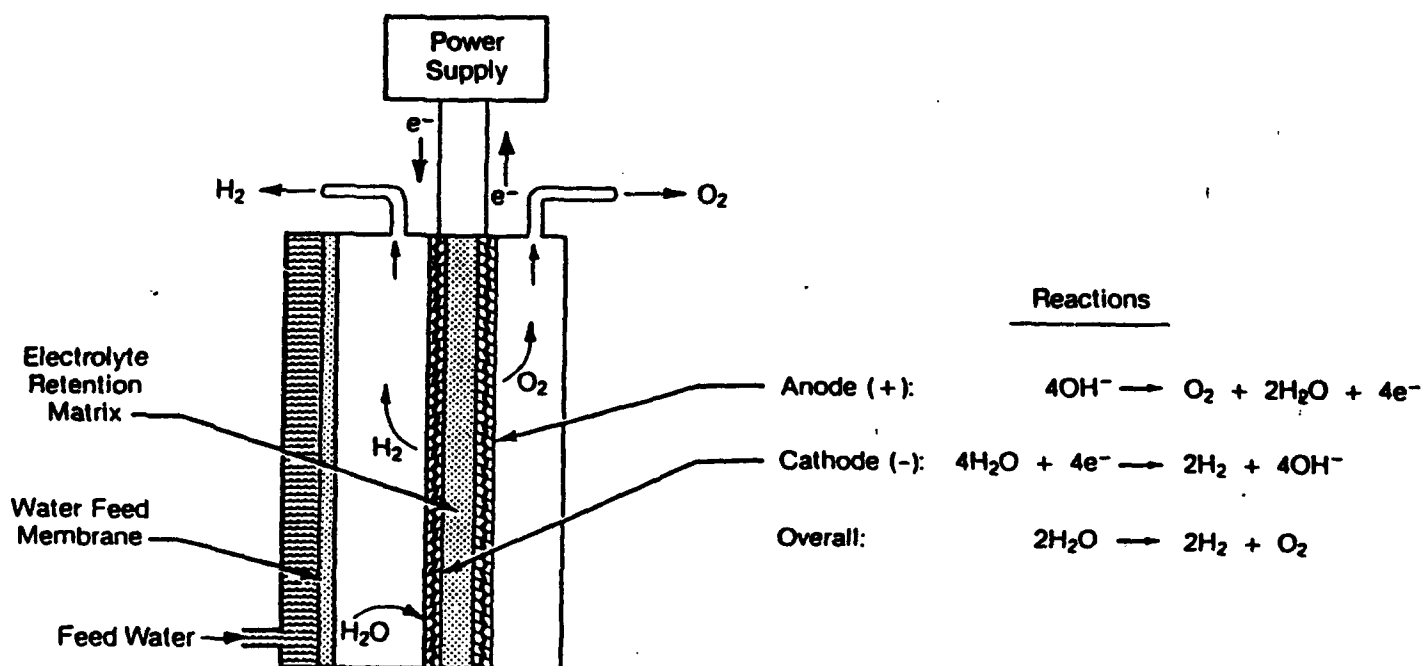 Power
Supply
e⁻
e⁻
H₂
O₂
Electrolyte
Retention
Matrix
O₂
H₂
Water Feed
Membrane
H₂O
Feed Water
Reactions
Anode (+): 4OH⁻ → O₂ + 2H₂O + 4e⁻
Cathode (-): 4H₂O + 4e⁻ → 2H₂ + 4OH⁻
Overall: 2H₂O → 2H₂ + O₂